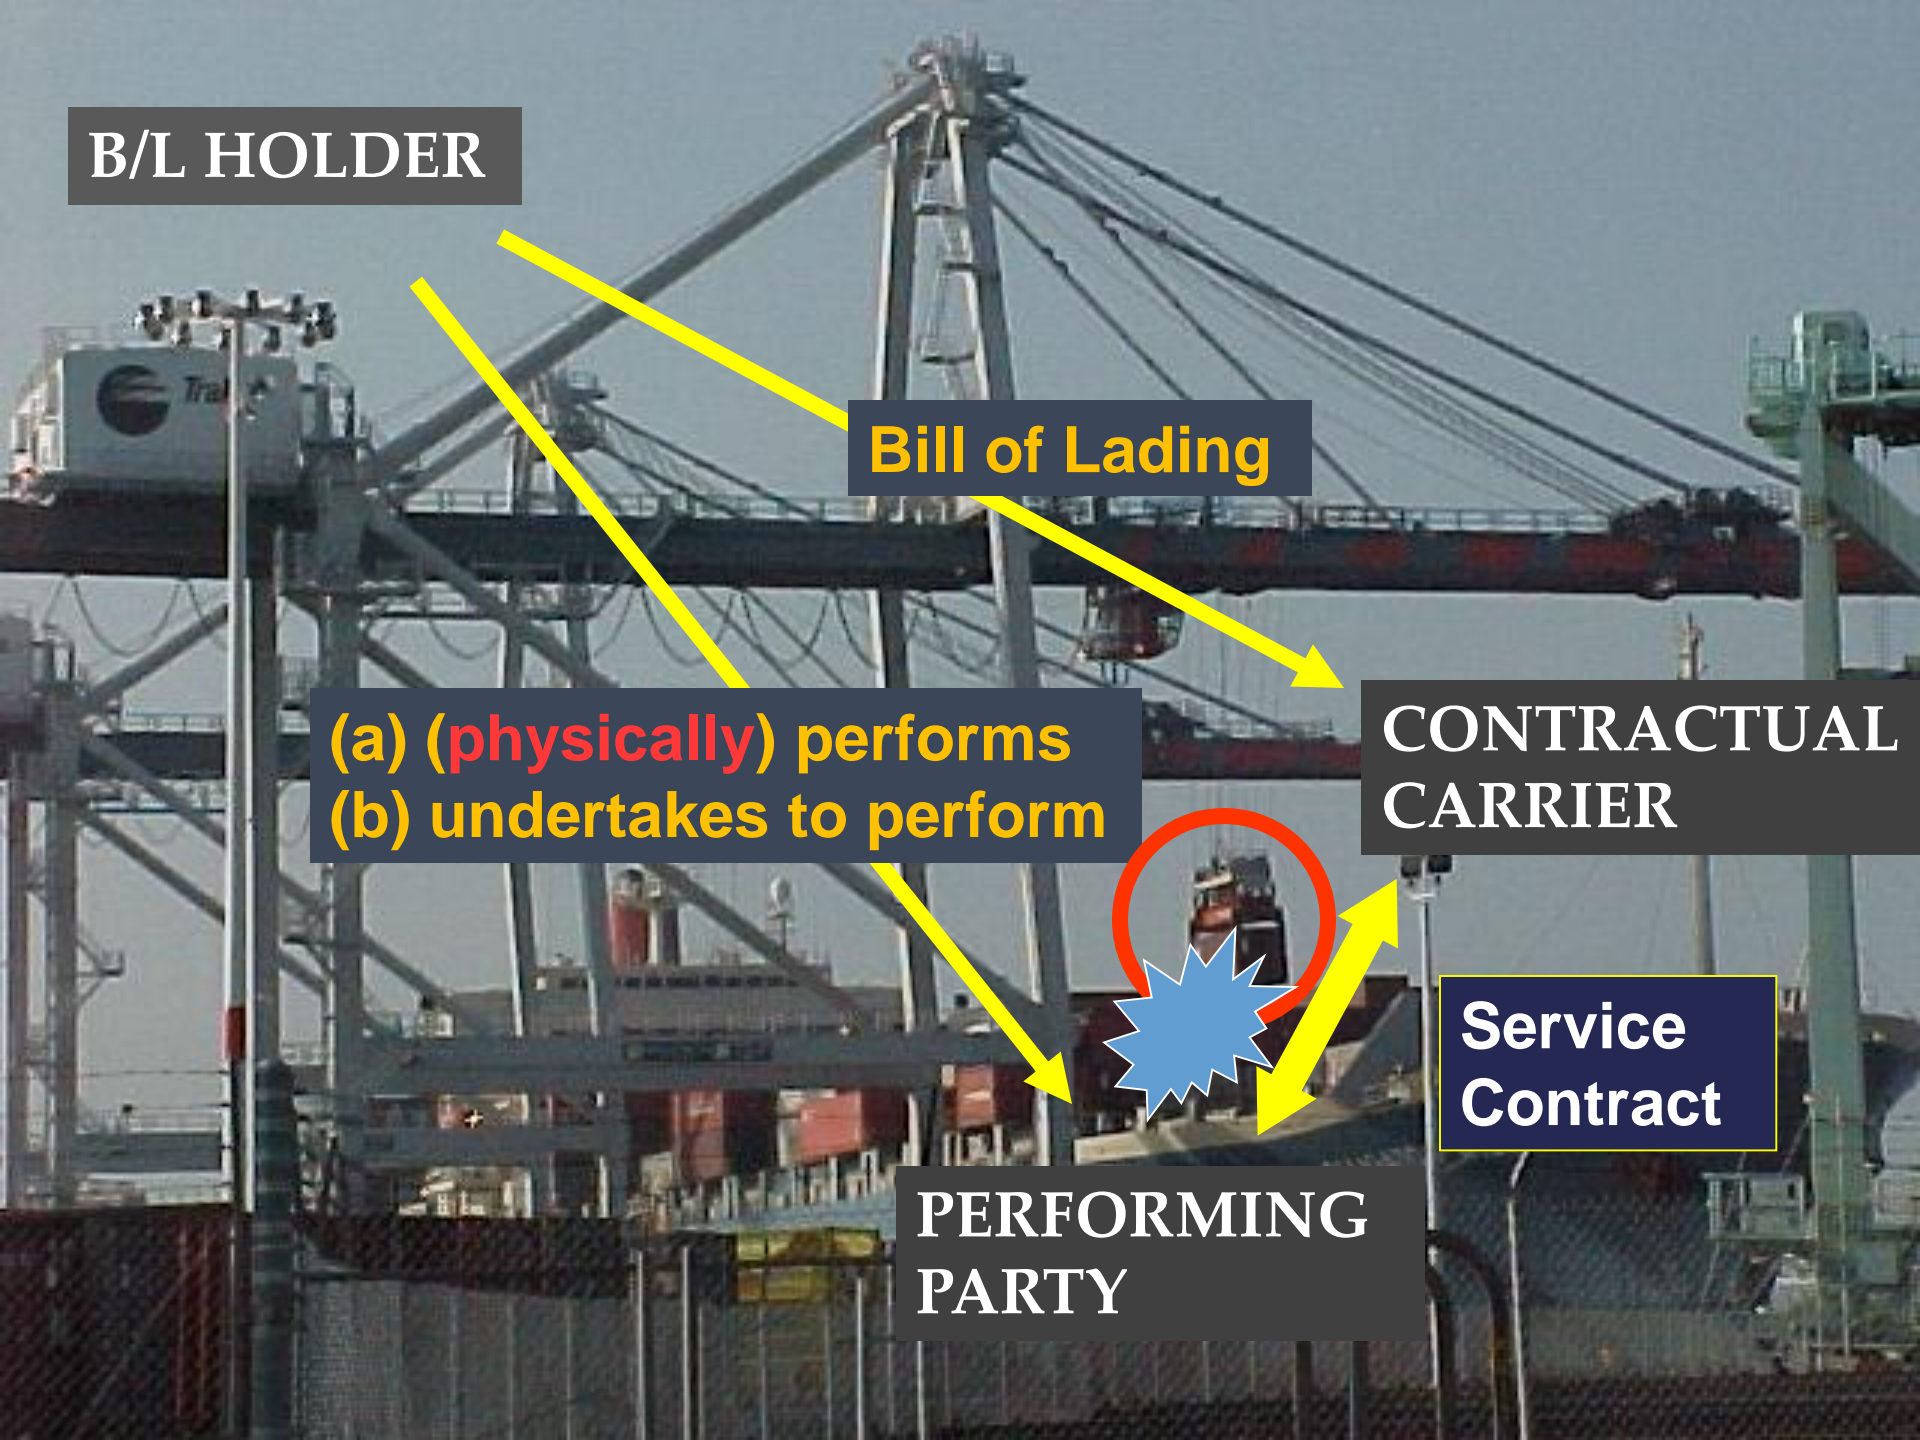 B/L HOLDER
Bill of Lading
(a) (physically) performs
(b) undertakes to perform
CONTRACTUAL
CARRIER
Service
Contract
PERFORMING
PARTY